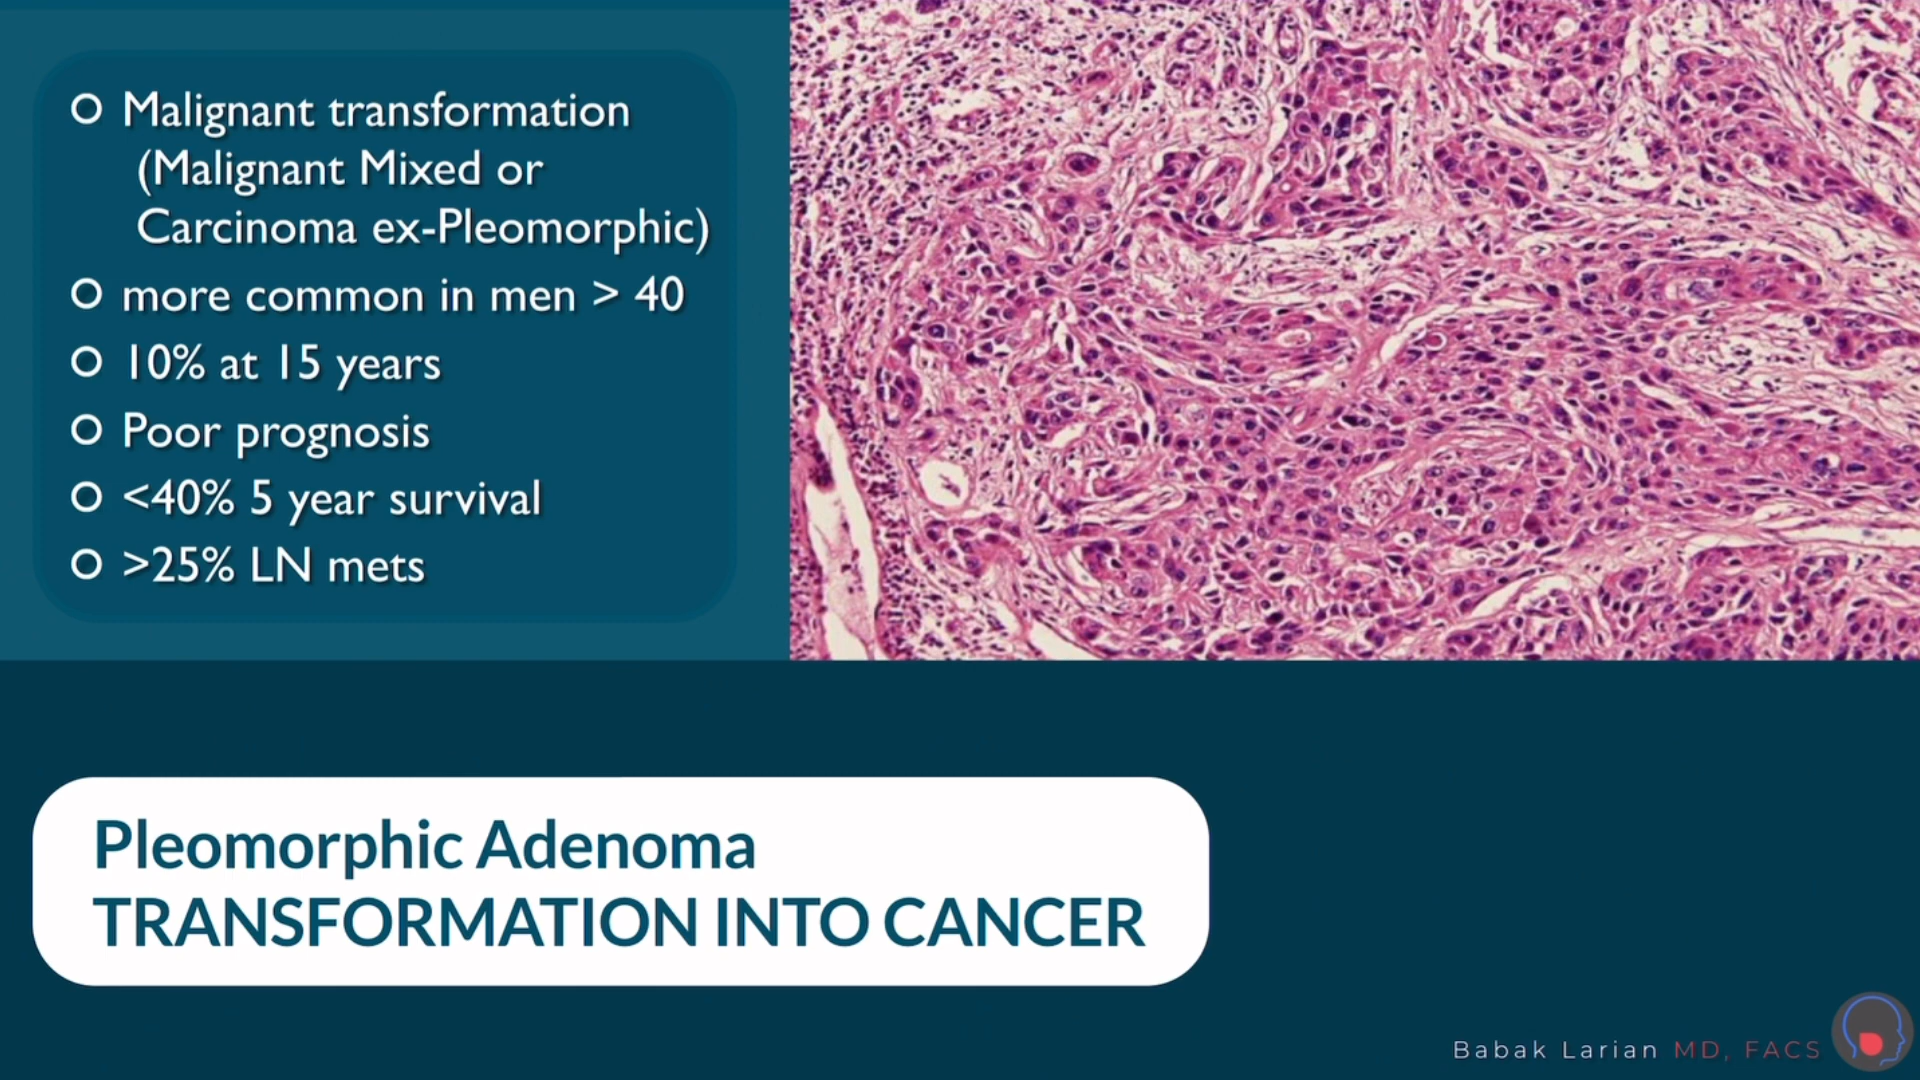 Malignant transformation
(Malignant Mixed or
Carcinoma ex-Pleomorphic)
more common in men > 40
10% at 15 years
Poor prognosis
<40% 5 year survival
>25% LN mets
Pleomorphic Adenoma
TRANSFORMATION INTO CANCER
Babak Larian MD, FACS